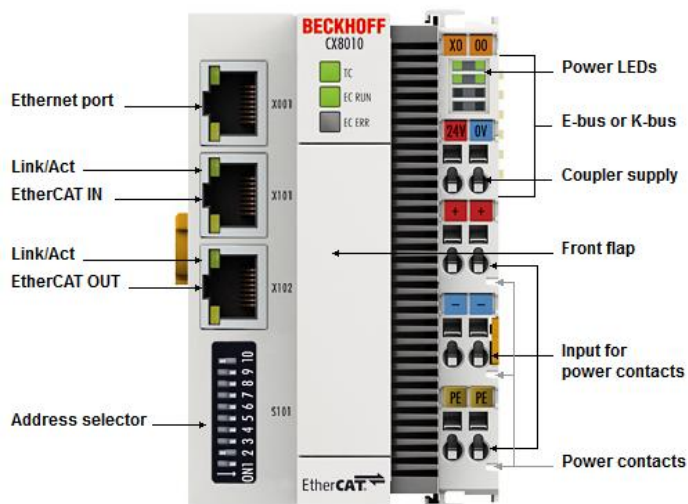 BECKHOFF
CX8010
TC
EC RUN
EC ERR
X0 00
Power LEDs
Ethernet port
X001
E-bus or K-bus
24V 0V
Link/Act
EtherCAT IN
X101
Coupler supply
+ +
Link/Act
EtherCAT OUT
X102
Front flap
− −
Input for
power contacts
Address selector
ON 1 2 3 4 5 6 7 8 9 10
S101
PE PE
Power contacts
EtherCAT®